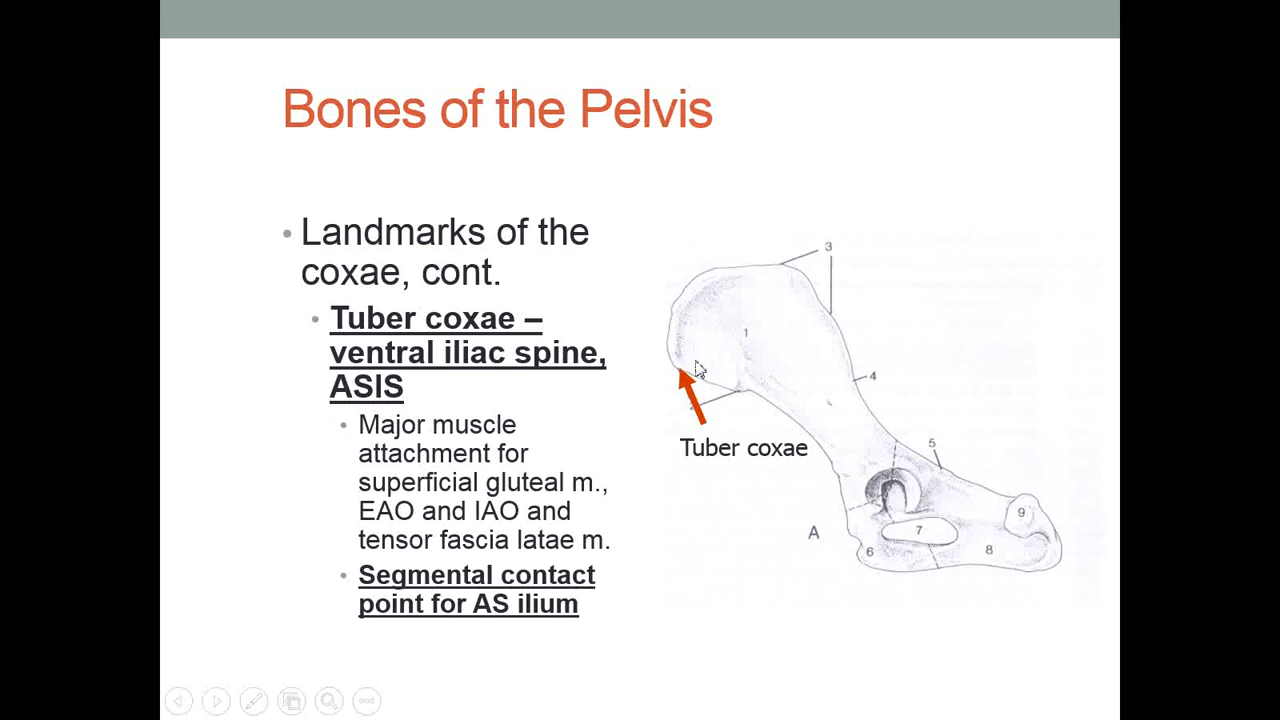 Bones of the Pelvis
• Landmarks of the
coxae, cont.
• Tuber coxae –
ventral iliac spine,
ASIS
• Major muscle
attachment for
superficial gluteal m.,
EAO and IAO and
tensor fascia latae m.
• Segmental contact
point for AS ilium
3
1
4
Tuber coxae
5
9
7
A
6
8